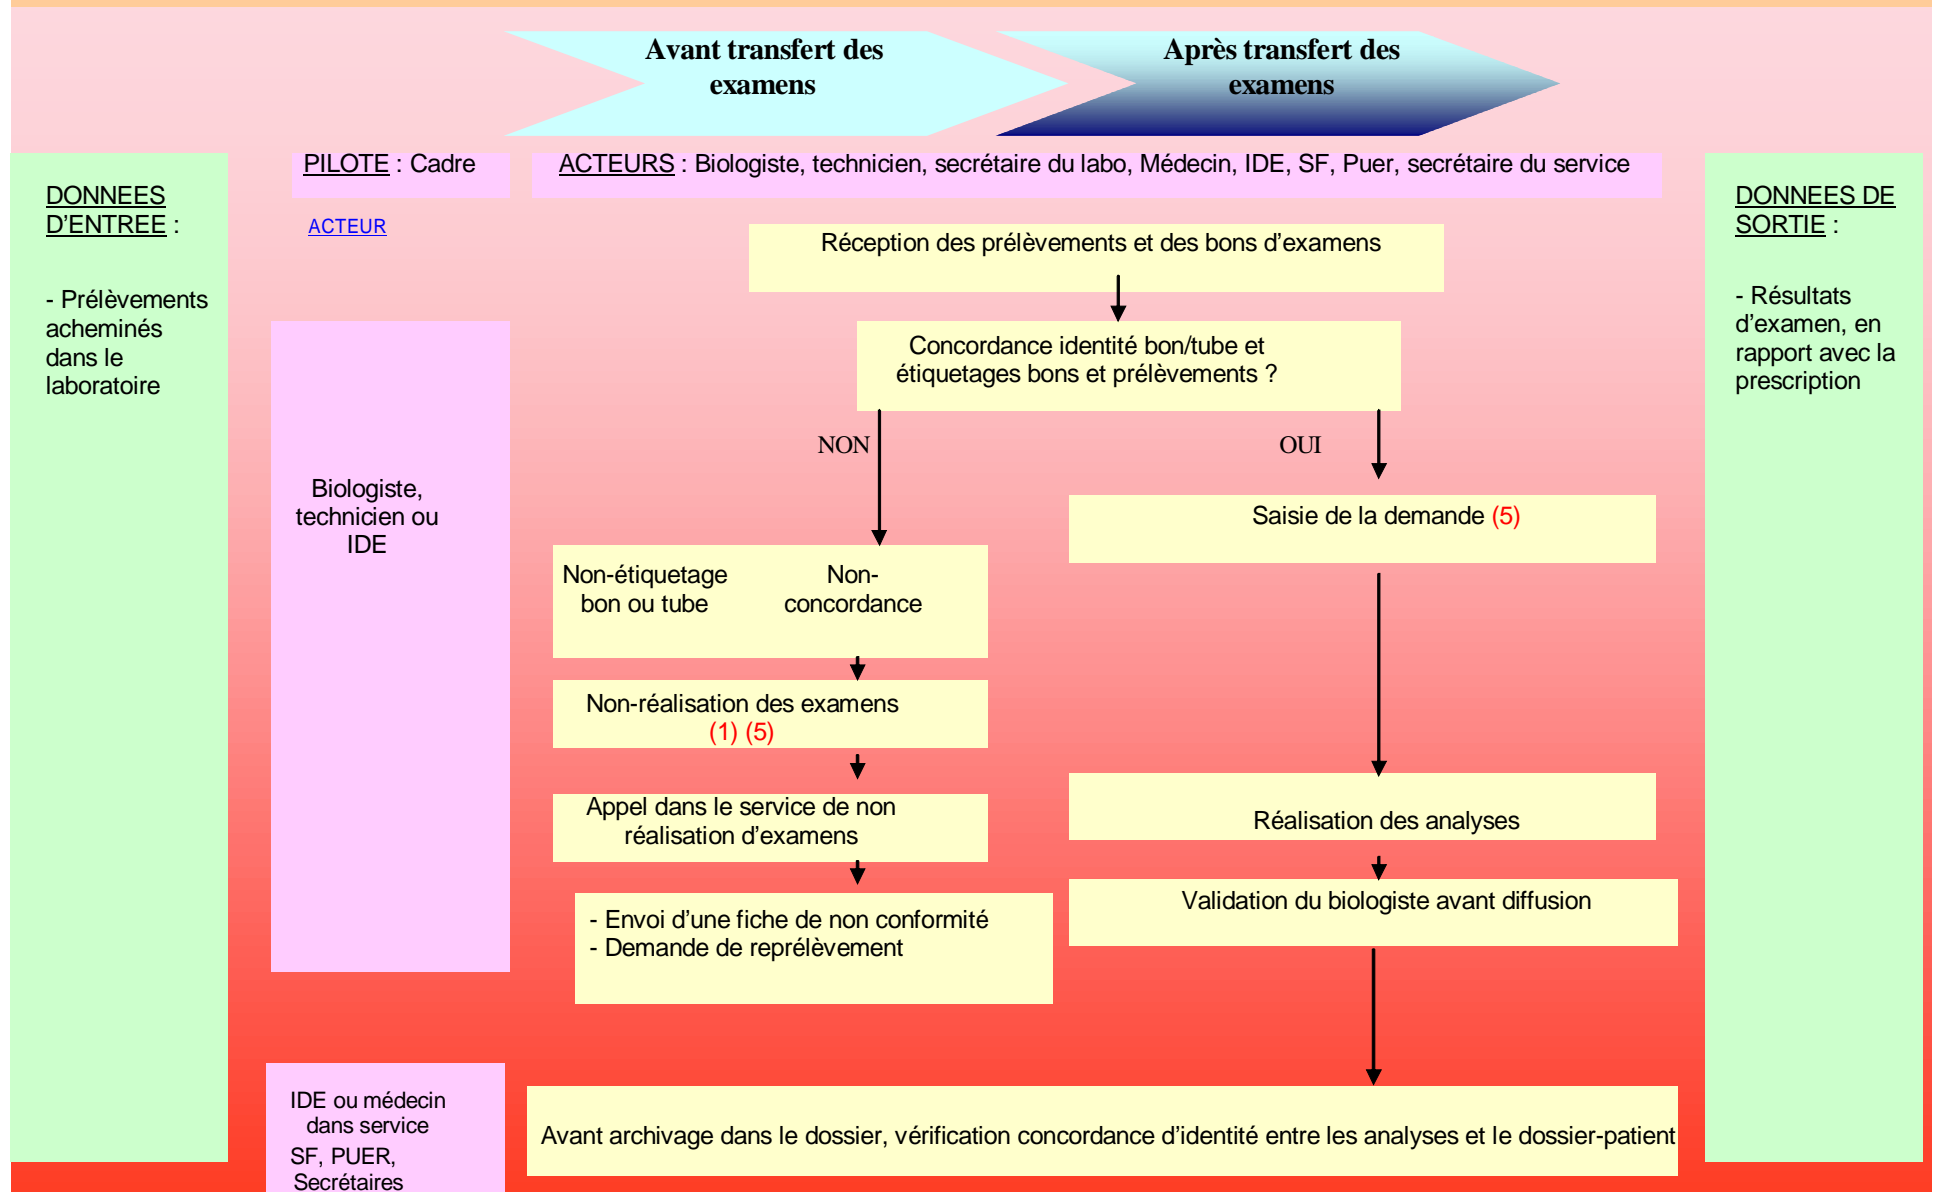 Avant transfert des
examens
Après transfert des
examens
PILOTE : Cadre
ACTEURS : Biologiste, technicien, secrétaire du labo, Médecin, IDE, SF, Puer, secrétaire du service
DONNEES
D’ENTREE :
- Prélèvements
acheminés
dans le
laboratoire
ACTEUR
DONNEES DE
SORTIE :
- Résultats
d’examen, en
rapport avec la
prescription
Réception des prélèvements et des bons d’examens
Concordance identité bon/tube et
étiquetages bons et prélèvements ?
NON
OUI
Biologiste,
technicien ou
IDE
Saisie de la demande (5)
Non-étiquetage
bon ou tube
Non-
concordance
Non-réalisation des examens
(1) (5)
Appel dans le service de non
réalisation d’examens
Réalisation des analyses
- Envoi d’une fiche de non conformité
- Demande de reprélèvement
Validation du biologiste avant diffusion
IDE ou médecin
dans service
SF, PUER,
Secrétaires
Avant archivage dans le dossier, vérification concordance d’identité entre les analyses et le dossier-patient